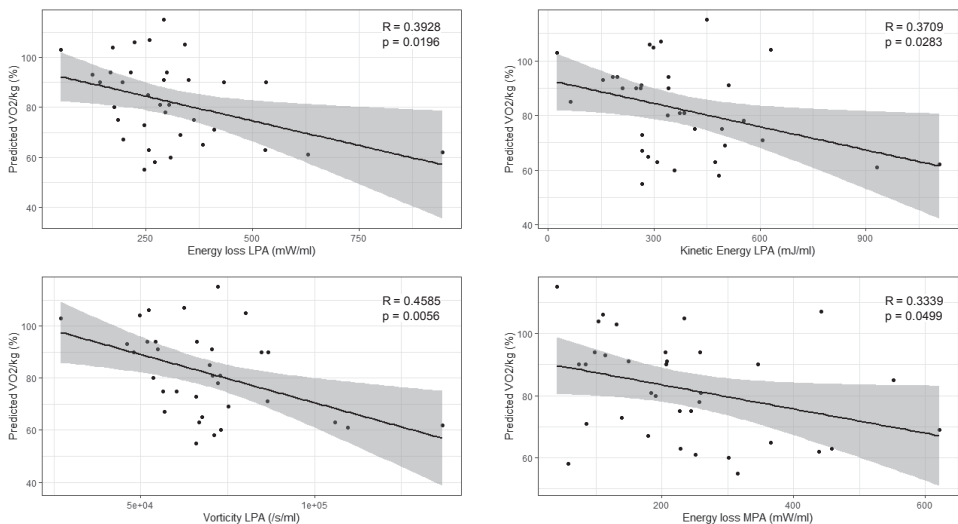 R = 0.3928
p = 0.0196
Predicted VO2/kg (%)
100
80
60
40
250
500
750
Energy loss LPA (mW/ml)
R = 0.3709
p = 0.0283
Predicted VO2/kg (%)
100
80
60
40
0
300
600
900
Kinetic Energy LPA (mJ/ml)
R = 0.4585
p = 0.0056
Predicted VO2/kg (%)
100
80
60
40
5e+04
1e+05
Vorticity LPA (/s/ml)
R = 0.3339
p = 0.0499
Predicted VO2/kg (%)
100
80
60
200
400
600
Energy loss MPA (mW/ml)